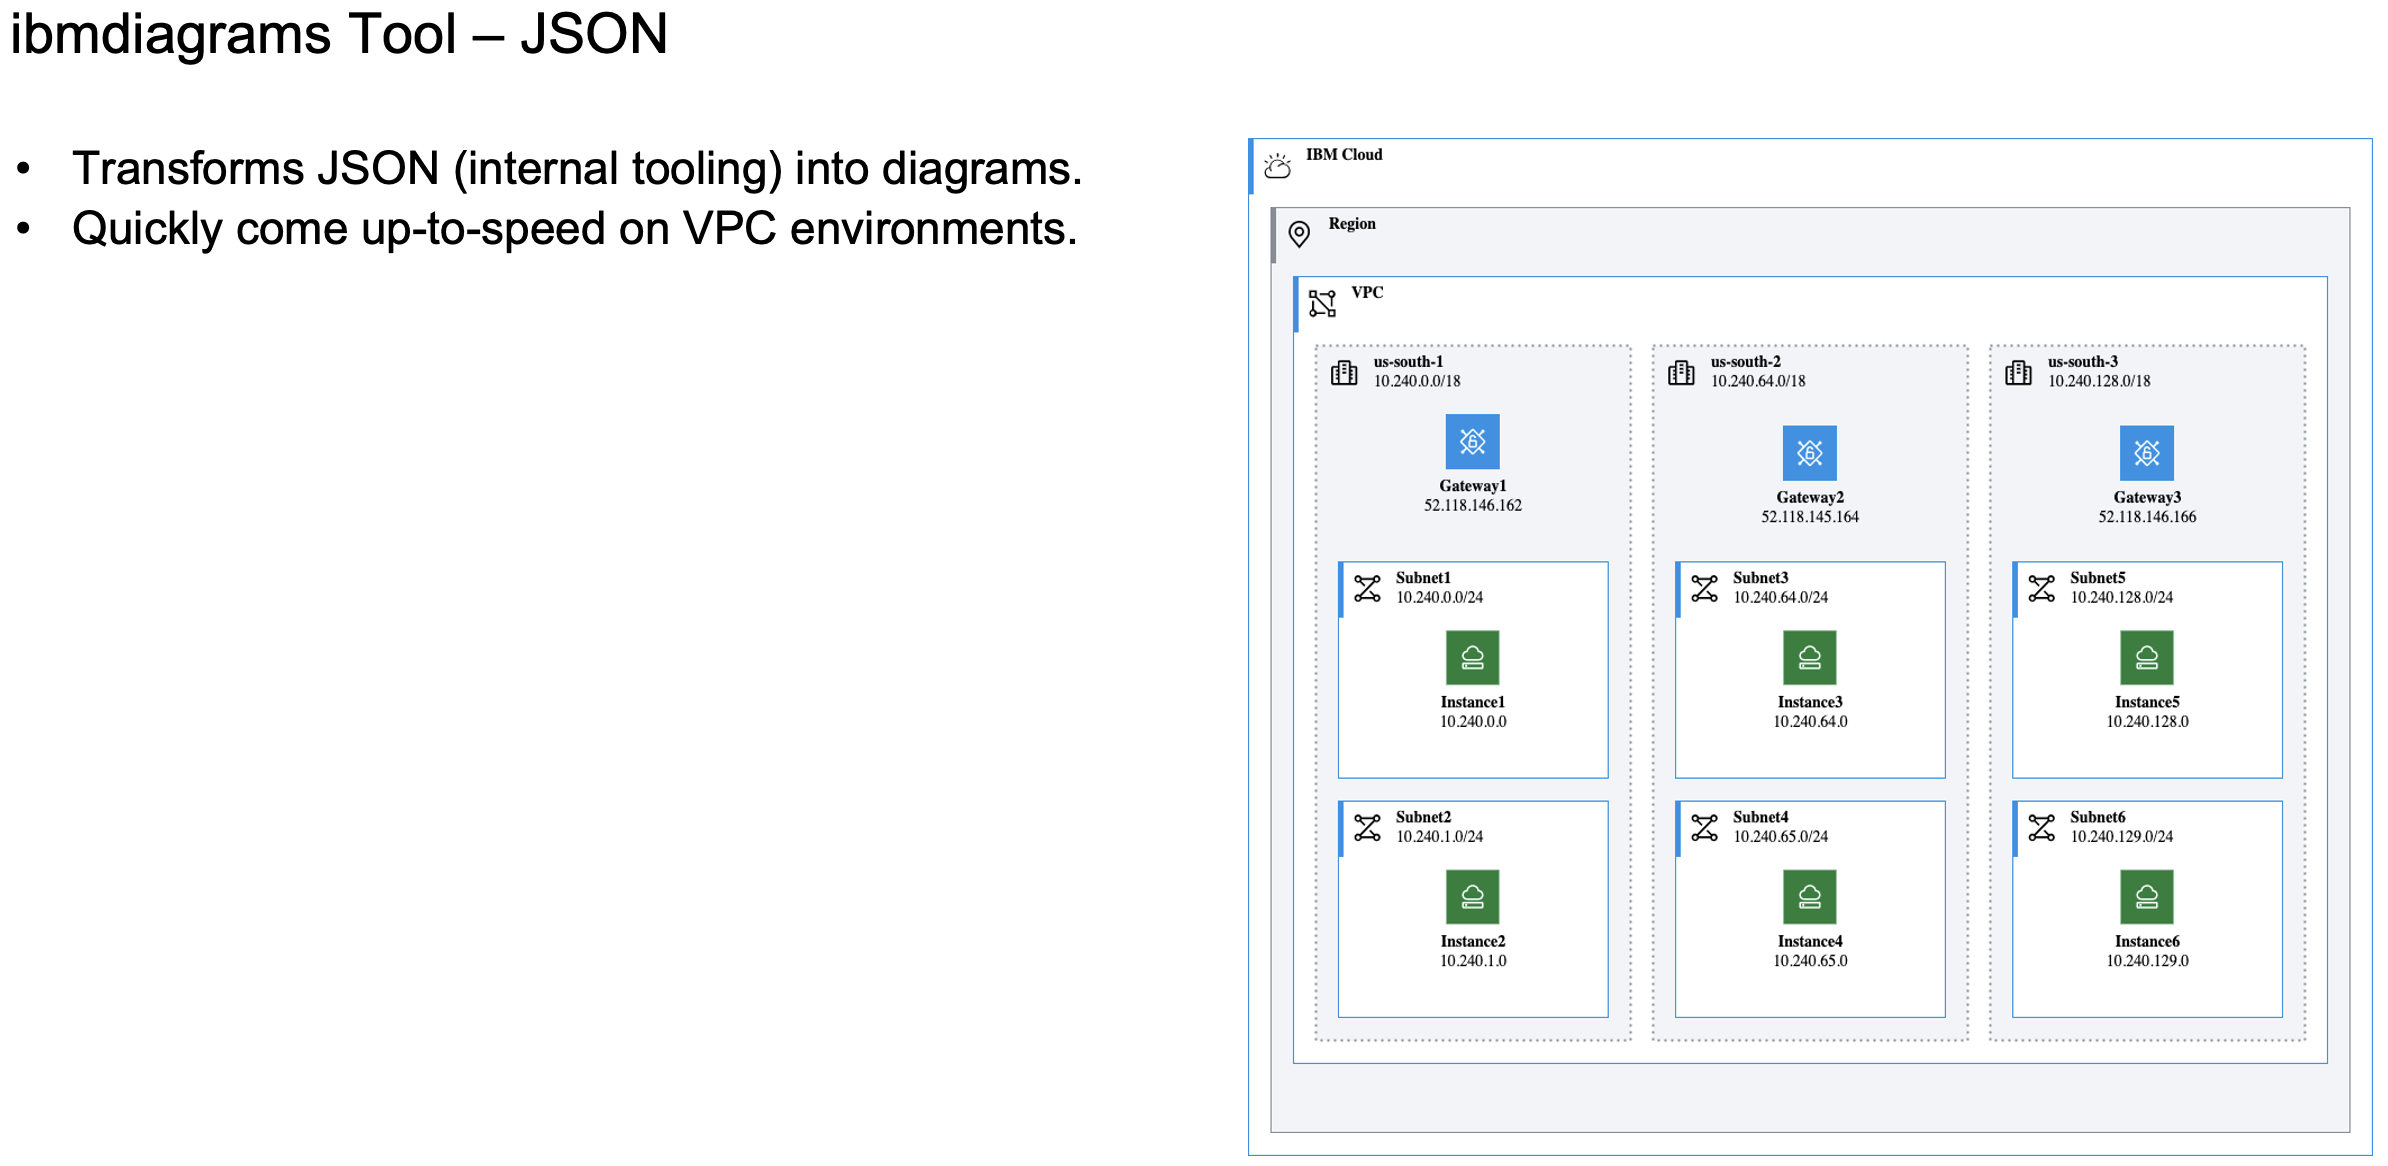 ibmdiagrams Tool – JSON
• Transforms JSON (internal tooling) into diagrams.
• Quickly come up-to-speed on VPC environments.
IBM Cloud
Region
VPC
us-south-1
10.240.0.0/18
Gateway1
52.118.146.162
Subnet1
10.240.0.0/24
Instance1
10.240.0.0
Subnet2
10.240.1.0/24
Instance2
10.240.1.0
us-south-2
10.240.64.0/18
Gateway2
52.118.145.164
Subnet3
10.240.64.0/24
Instance3
10.240.64.0
Subnet4
10.240.65.0/24
Instance4
10.240.65.0
us-south-3
10.240.128.0/18
Gateway3
52.118.146.166
Subnet5
10.240.128.0/24
Instance5
10.240.128.0
Subnet6
10.240.129.0/24
Instance6
10.240.129.0